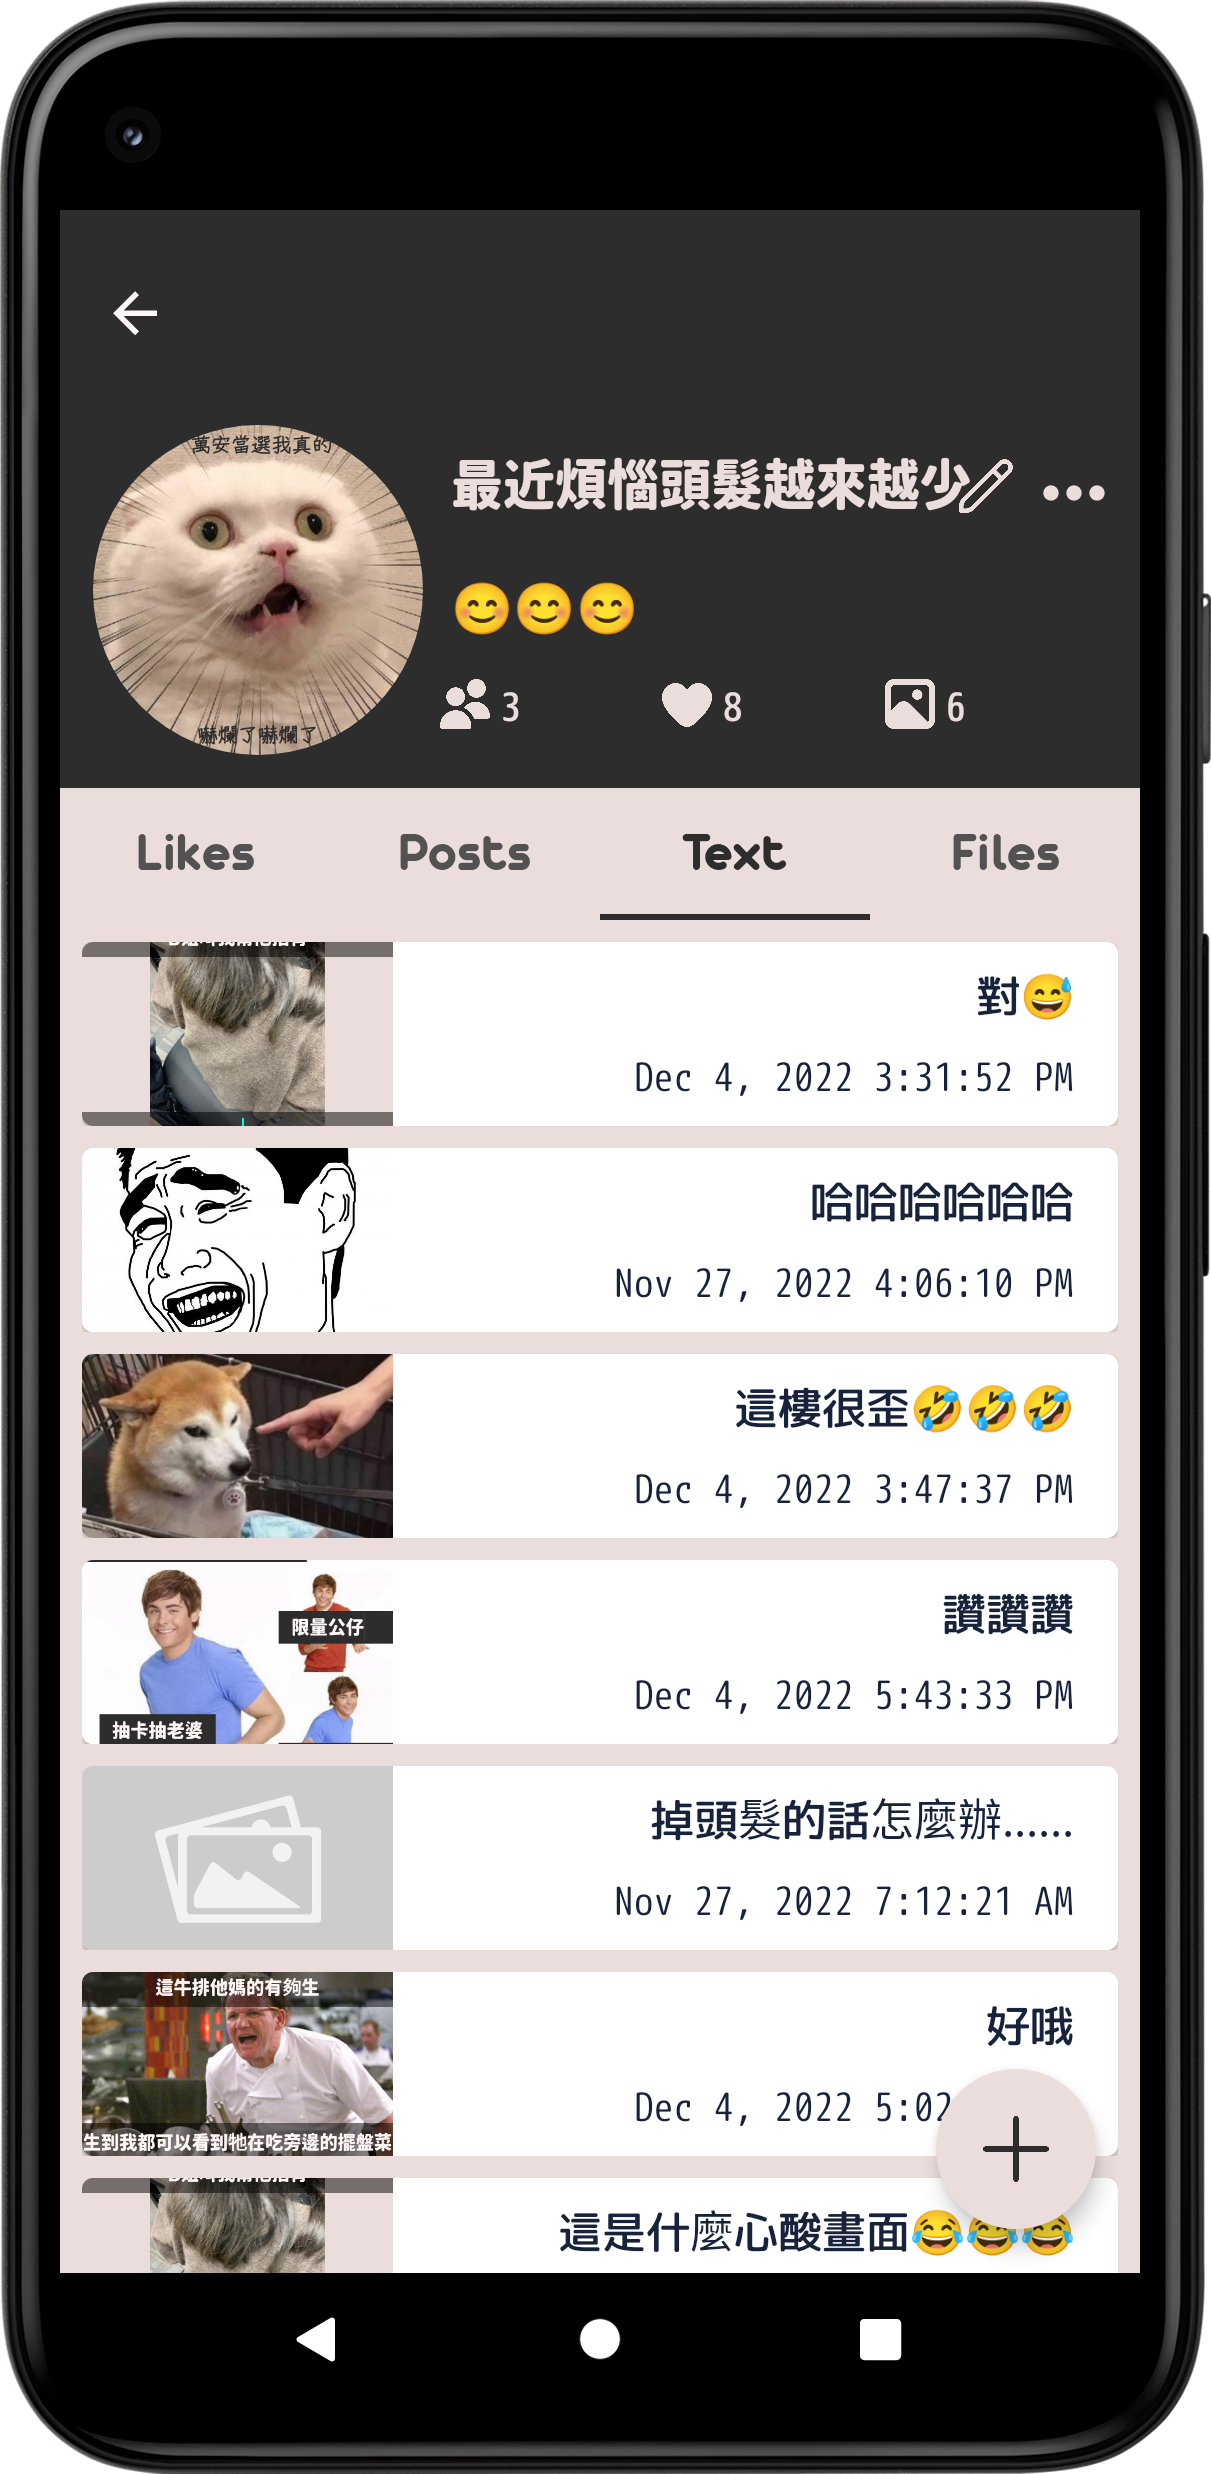 萬安當選我真的
嚇爛了嚇爛了
最近煩惱頭髮越來越少
😊😊😊
3 8 6
Likes Posts Text Files
對😅
Dec 4, 2022 3:31:52 PM
哈哈哈哈哈哈
Nov 27, 2022 4:06:10 PM
這樓很歪🤣🤣🤣
Dec 4, 2022 3:47:37 PM
限量公仔
抽卡抽老婆
讚讚讚
Dec 4, 2022 5:43:33 PM
掉頭髮的話怎麼辦......
Nov 27, 2022 7:12:21 AM
這牛排他媽的有夠生
生到我都可以看到牠在吃旁邊的擺盤菜
好哦
Dec 4, 2022 5:02
這是什麼心酸畫面😂😂😂